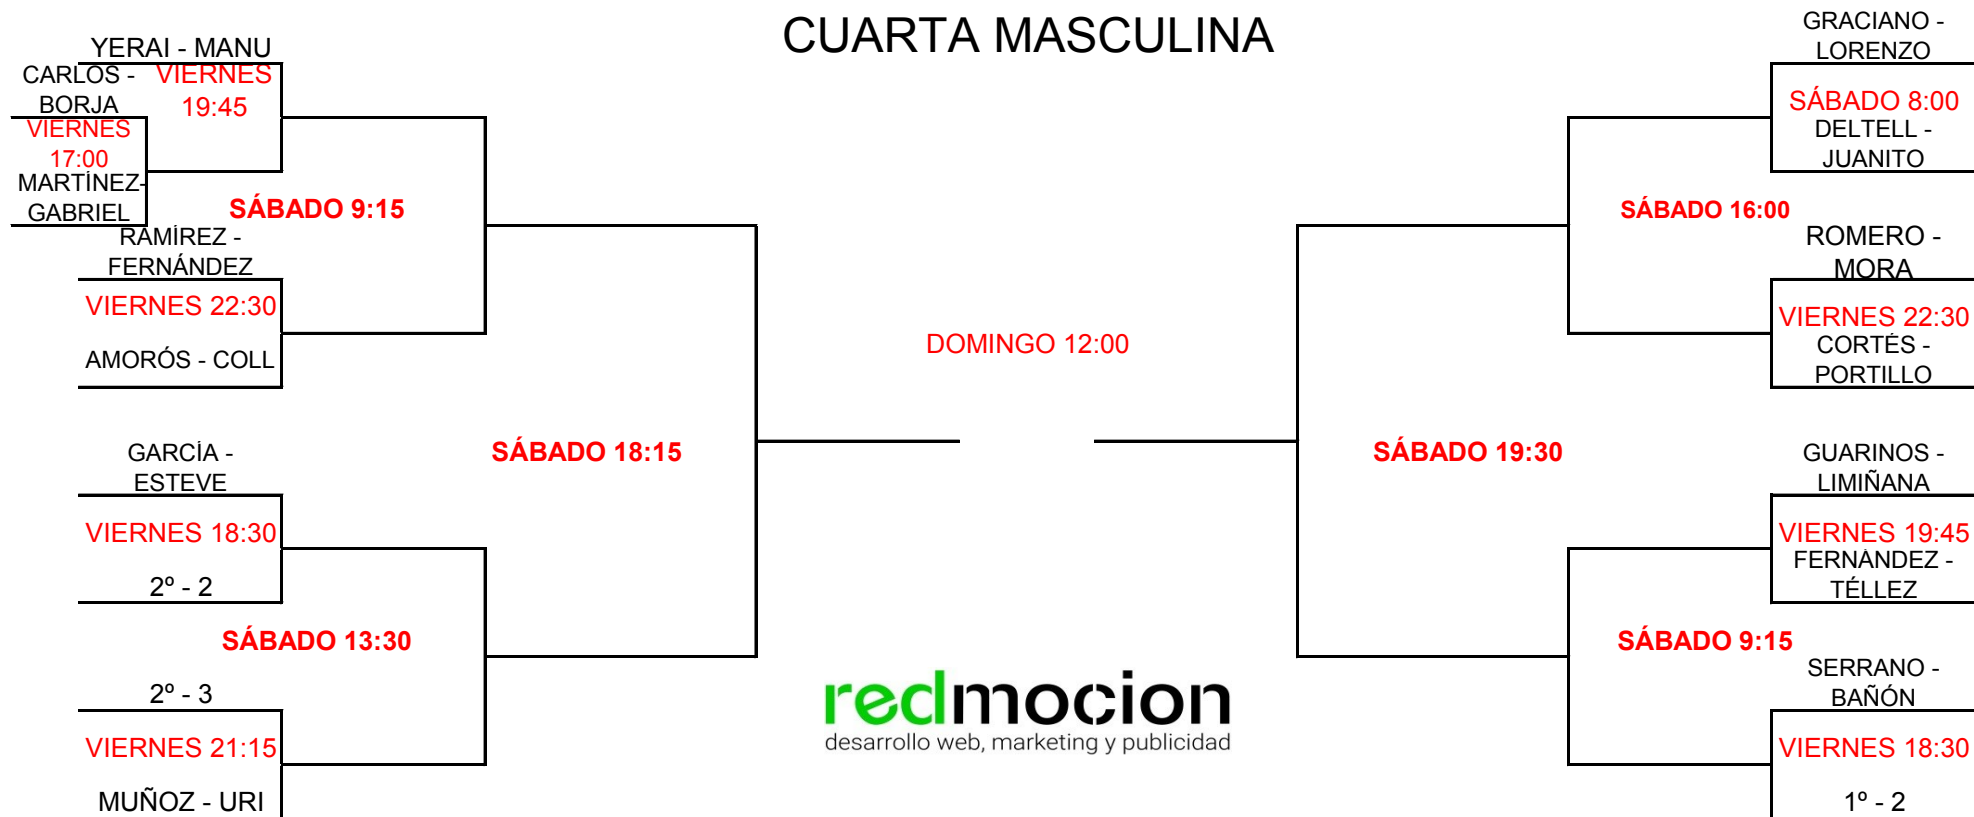 CUARTA MASCULINA
YERAI - MANU
VIERNES
19:45
CARLOS -
BORJA
VIERNES
17:00
MARTÍNEZ-
GABRIEL
SÁBADO 9:15
RAMÍREZ -
FERNÁNDEZ
VIERNES 22:30
AMORÓS - COLL
SÁBADO 18:15
GARCÍA -
ESTEVE
VIERNES 18:30
2º - 2
SÁBADO 13:30
2º - 3
VIERNES 21:15
MUÑOZ - URI
DOMINGO 12:00
redmocion
desarrollo web, marketing y publicidad
GRACIANO -
LORENZO
SÁBADO 8:00
DELTELL -
JUANITO
SÁBADO 16:00
ROMERO -
MORA
VIERNES 22:30
CORTÉS -
PORTILLO
SÁBADO 19:30
GUARINOS -
LIMIÑANA
VIERNES 19:45
FERNÁNDEZ -
TÉLLEZ
SÁBADO 9:15
SERRANO -
BAÑÓN
VIERNES 18:30
1º - 2